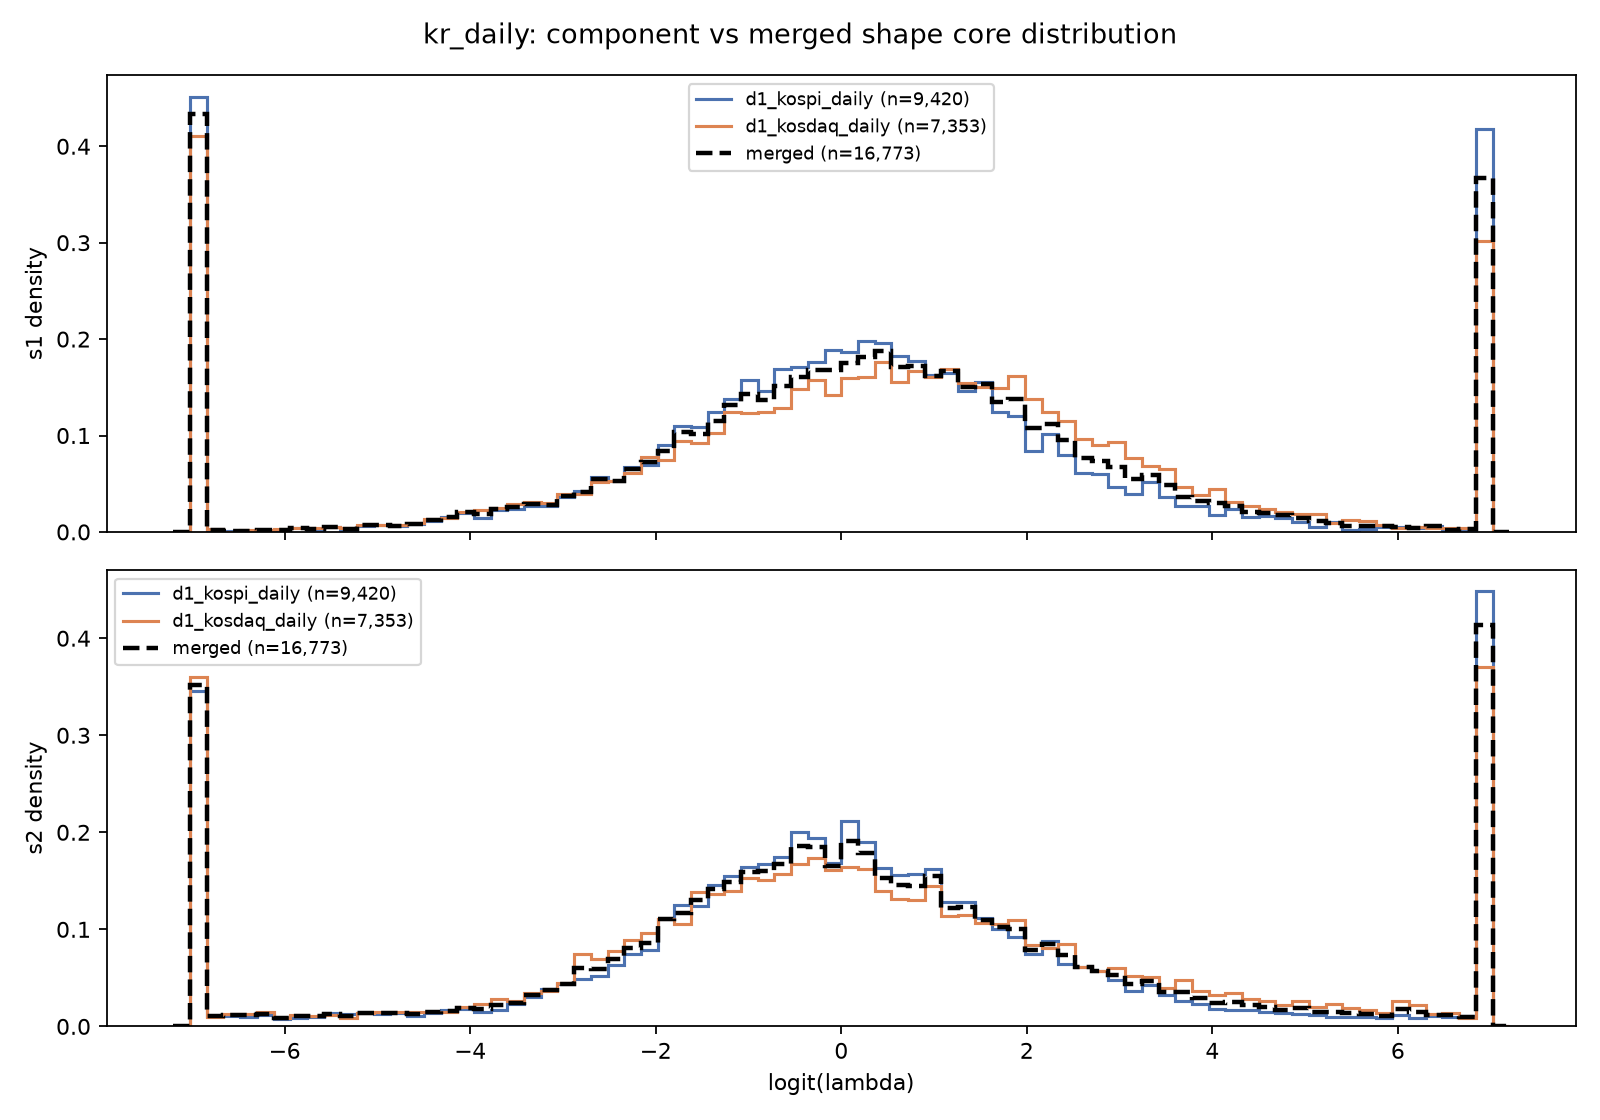 kr_daily: component vs merged shape core distribution
d1_kospi_daily (n=9,420)
d1_kosdaq_daily (n=7,353)
merged (n=16,773)
s1 density
0.4
0.3
0.2
0.1
0.0
d1_kospi_daily (n=9,420)
d1_kosdaq_daily (n=7,353)
merged (n=16,773)
s2 density
0.4
0.3
0.2
0.1
0.0
−6 −4 −2 0 2 4 6
logit(lambda)